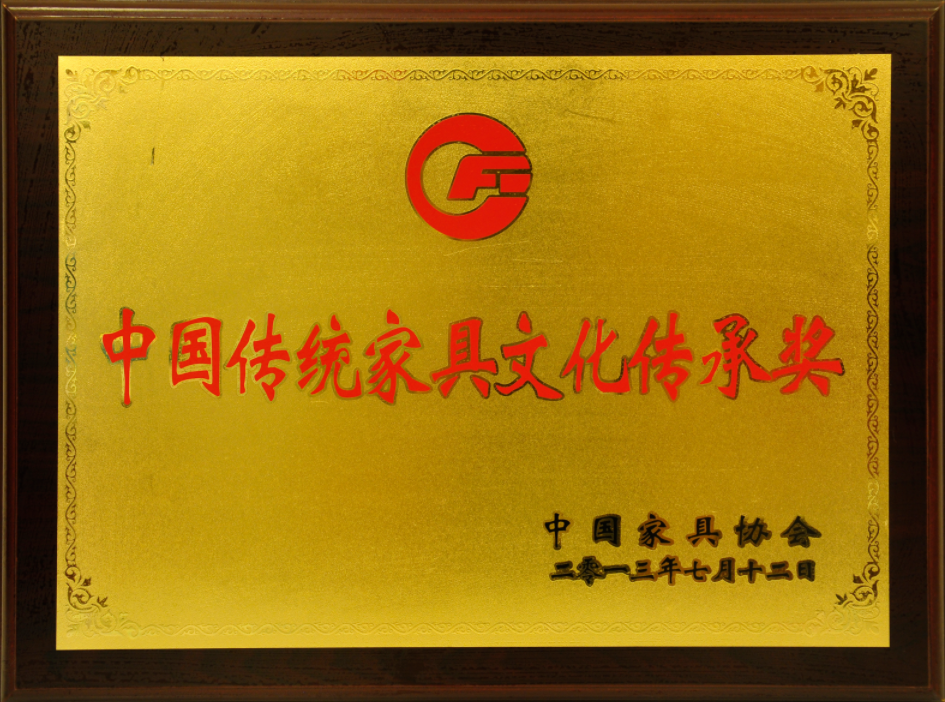 中国传统家具文化传承奖
中国家具协会
二零一三年七月十二日